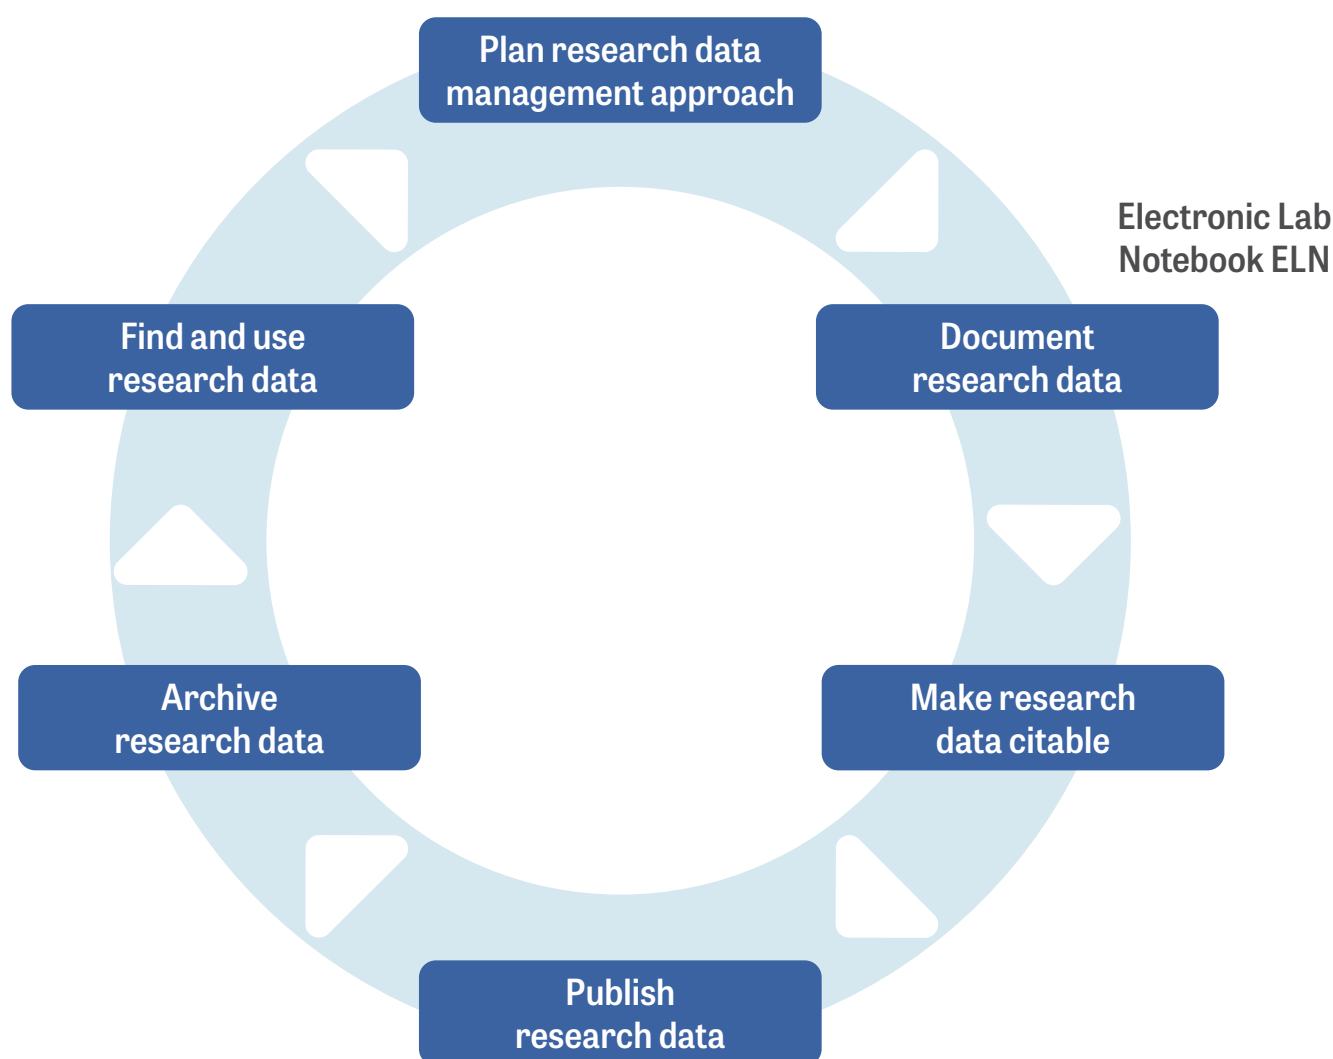 Plan research data
management approach
Electronic Lab
Notebook ELN
Find and use
research data
Document
research data
Archive
research data
Make research
data citable
Publish
research data